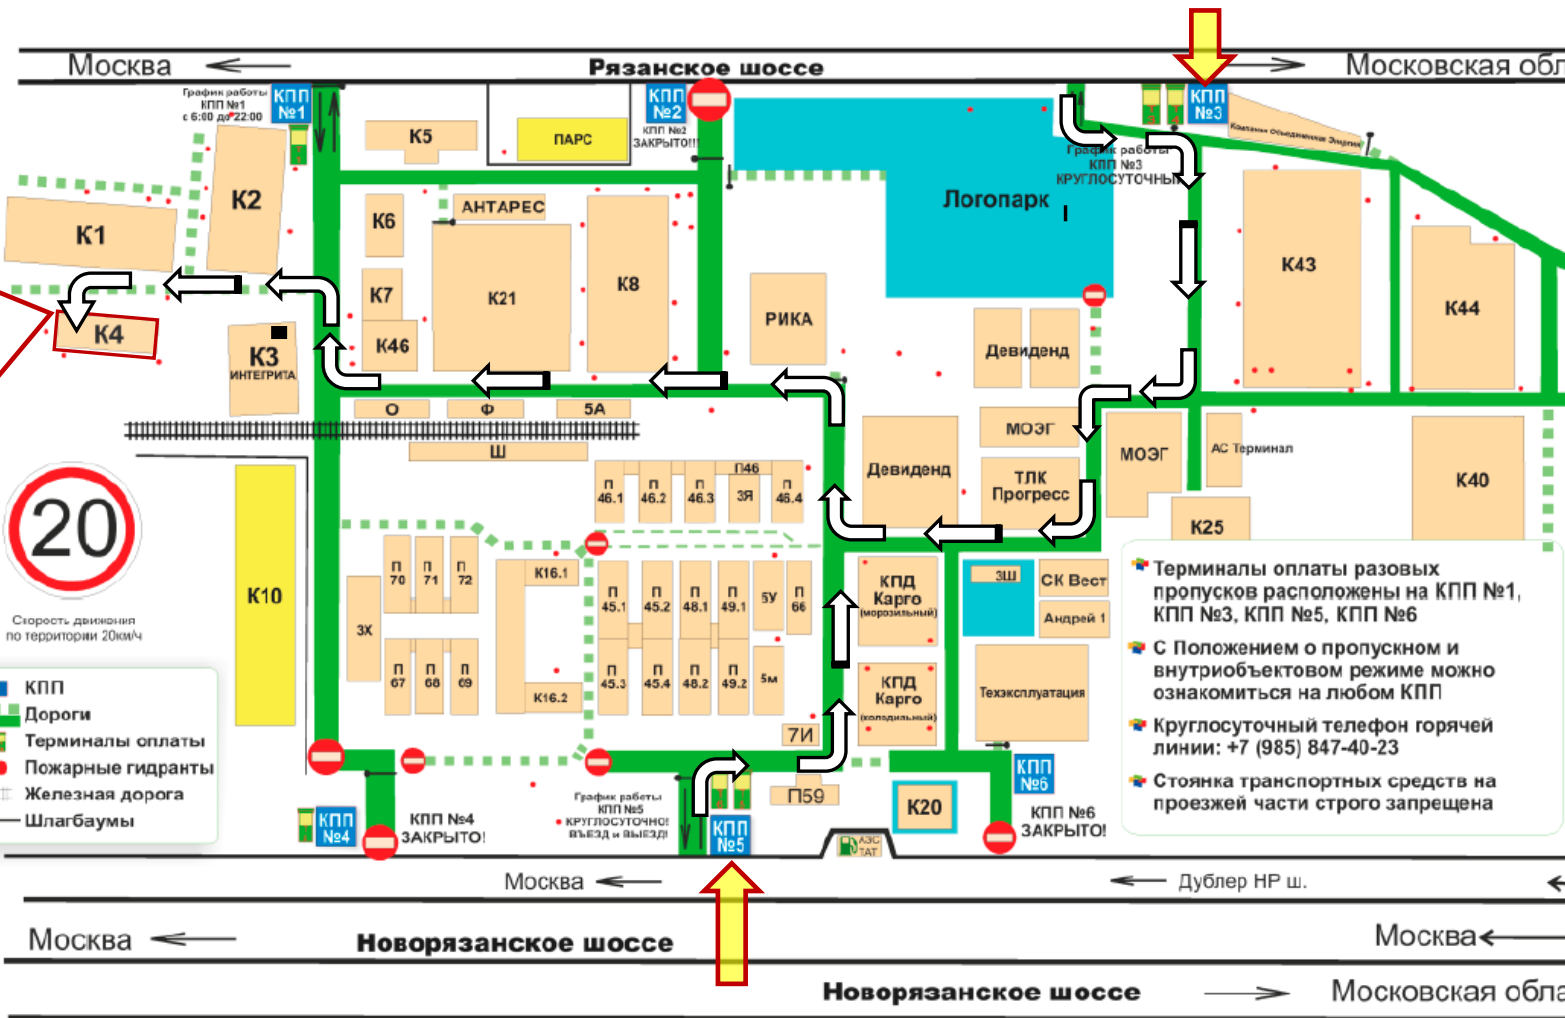 Москва
Рязанское шоссе
Московская обл
График работы
КПП №1
с 6:00 до 22:00
КПП
№1
К5
ПАРС
КПП
№2
КПП №2
ЗАКРЫТО!!!
КПП
№3
Компания Объединенная Энергия
График работы
КПП №3
КРУГЛОСУТОЧНЫ
К1
К2
К6
АНТАРЕС
Логопарк
К43
К7
К21
К8
К44
К4
К3
ИНТЕГРИТА
К46
РИКА
Девиденд
О
Ф
5А
Ш
МОЭГ
МОЭГ
АС Терминал
К40
Девиденд
ТЛК
Прогресс
К25
П
46.1
П
46.2
П
46.3
П46
3Я
П
46.4
20
Скорость движения
по территории 20км/ч
К10
П
70
П
71
П
72
К16.1
3Х
П
67
П
68
П
69
К16.2
П
45.1
П
45.2
П
48.1
П
49.1
5У
П
66
П
45.3
П
45.4
П
48.2
П
49.2
5м
7И
П59
КПД
Карго
(морозильный)
КПД
Карго
(холодильный)
3Ш
СК Вест
Андрей 1
Техэксплуатация
К20
КПП
№6
КПП №6
ЗАКРЫТО!
Терминалы оплаты разовых
пропусков расположены на КПП №1,
КПП №3, КПП №5, КПП №6
С Положением о пропускном и
внутриобъектовом режиме можно
ознакомиться на любом КПП
Круглосуточный телефон горячей
линии: +7 (985) 847-40-23
Стоянка транспортных средств на
проезжей части строго запрещена
КПП
Дороги
Терминалы оплаты
Пожарные гидранты
Железная дорога
Шлагбаумы
КПП
№4
КПП №4
ЗАКРЫТО!
График работы
КПП №5
КРУГЛОСУТОЧНО!
ВЪЕЗД и ВЫЕЗД!
КПП
№5
АЗС
ТАТ
Москва
Дублер НР ш.
Москва
Новорязанское шоссе
Москва
Новорязанское шоссе
Московская обла